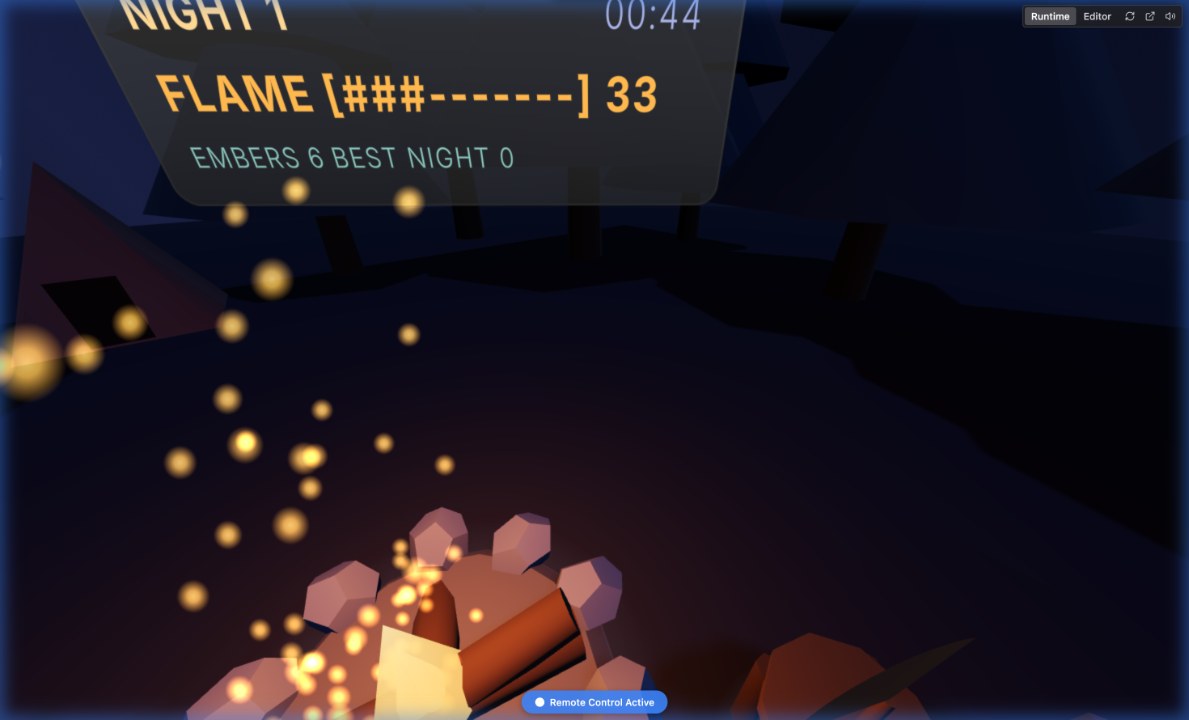 NIGHT 1 00:44
Runtime Editor
FLAME [###-------] 33
EMBERS 6 BEST NIGHT 0
Remote Control Active